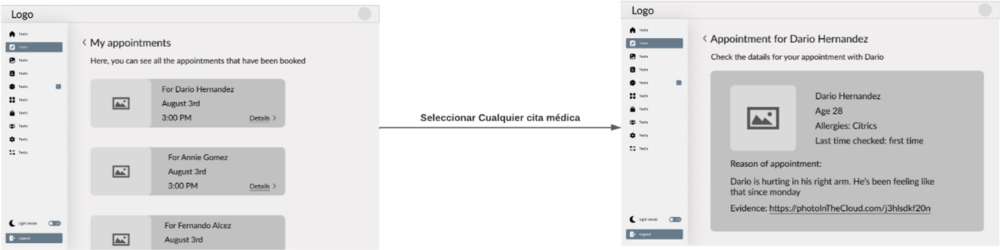 Logo
Texto
Texto
Texto
Texto
Texto
Texto
Texto
Texto
Texto
Texto
Light Mode
Logout
My appointments
Here, you can see all the appointments that have been booked
For Dario Hernandez
August 3rd
3:00 PM
Details
For Annie Gomez
August 3rd
3:00 PM
Details
For Fernando Alcez
August 3rd
Seleccionar Cualquier cita médica
Logo
Texto
Texto
Texto
Texto
Texto
Texto
Texto
Texto
Texto
Texto
Light Mode
Logout
Appointment for Dario Hernandez
Check the datails for your appointment with Dario
Dario Hernandez
Age 28
Allergies: Citrics
Last time checked: first time
Reason of appointment:
Dario is hurting in his right arm. He's been feeling like
that since monday
Evidence: https://photoInTheCloud.com/j3hlsdkf20n